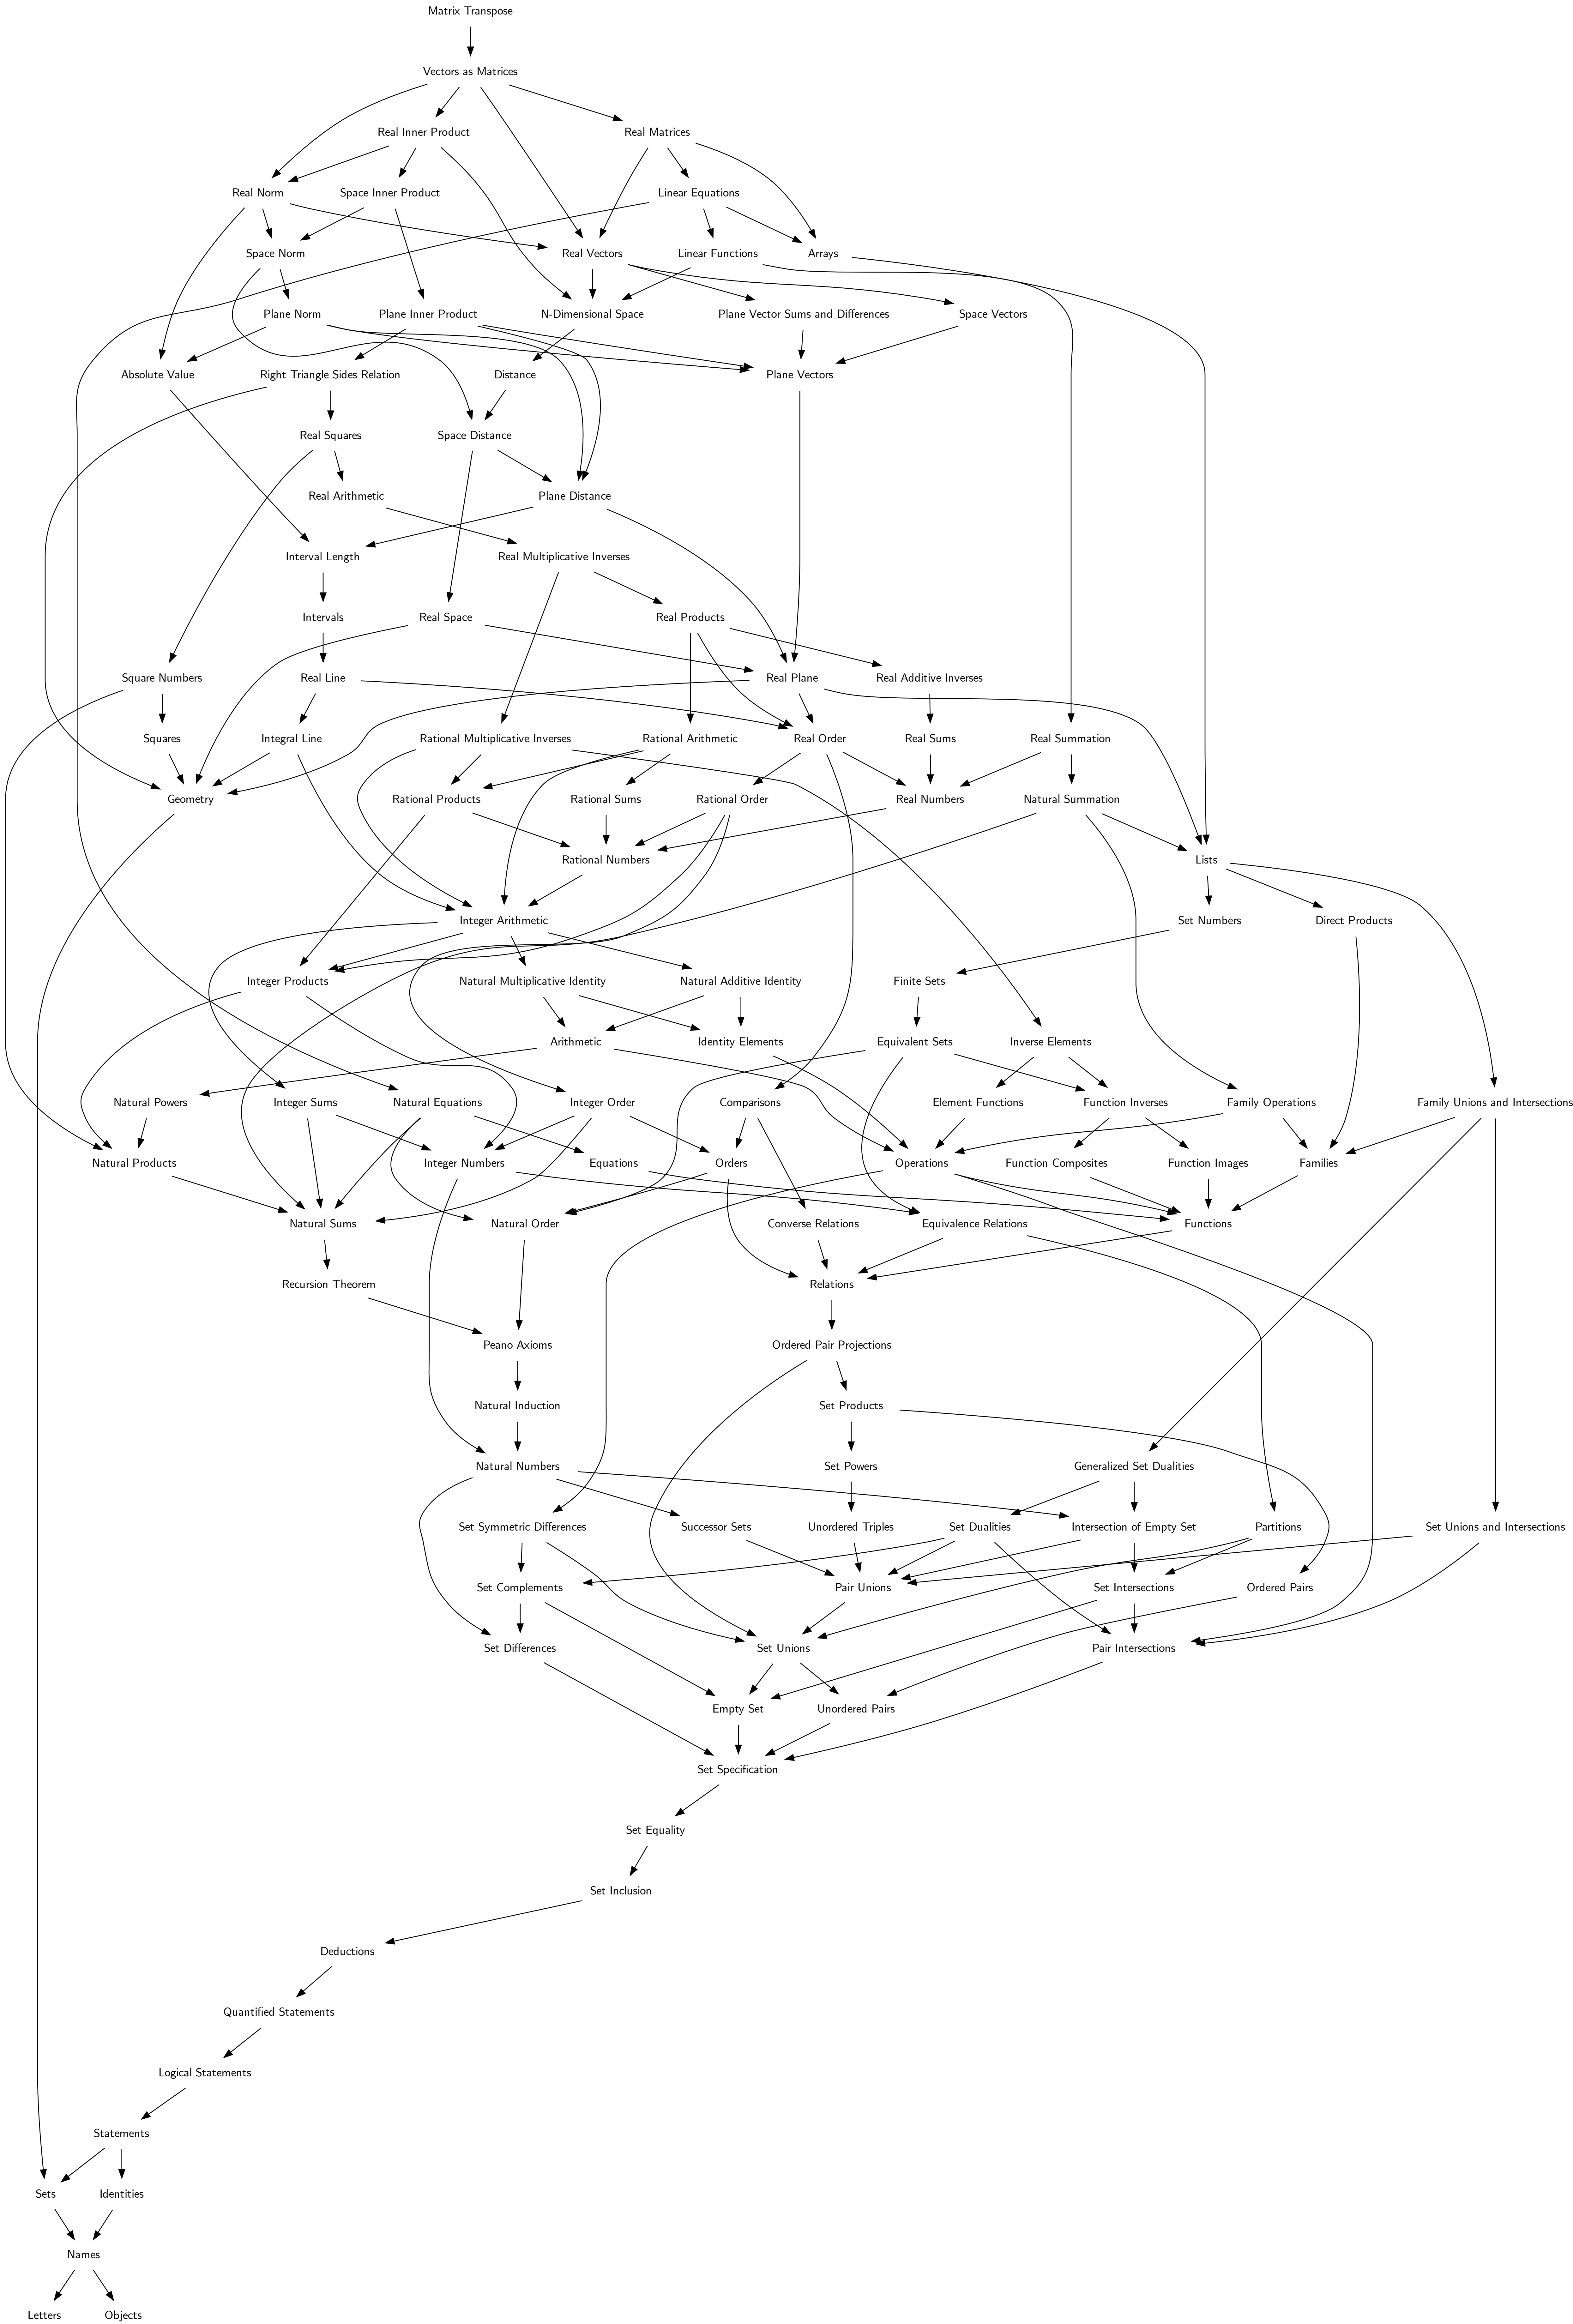 Matrix Transpose
Vectors as Matrices
Real Inner Product
Real Matrices
Real Norm
Space Inner Product
Linear Equations
Space Norm
Real Vectors
Linear Functions
Arrays
Plane Norm
Plane Inner Product
N-Dimensional Space
Plane Vector Sums and Differences
Space Vectors
Absolute Value
Right Triangle Sides Relation
Distance
Plane Vectors
Real Squares
Space Distance
Real Arithmetic
Plane Distance
Interval Length
Real Multiplicative Inverses
Intervals
Real Space
Real Products
Square Numbers
Real Line
Real Plane
Real Additive Inverses
Squares
Integral Line
Rational Multiplicative Inverses
Rational Arithmetic
Real Order
Real Sums
Real Summation
Geometry
Rational Products
Rational Sums
Rational Order
Real Numbers
Natural Summation
Rational Numbers
Lists
Integer Arithmetic
Set Numbers
Direct Products
Integer Products
Natural Multiplicative Identity
Natural Additive Identity
Finite Sets
Arithmetic
Identity Elements
Equivalent Sets
Inverse Elements
Natural Powers
Integer Sums
Natural Equations
Integer Order
Comparisons
Element Functions
Function Inverses
Family Operations
Family Unions and Intersections
Natural Products
Integer Numbers
Equations
Orders
Operations
Function Composites
Function Images
Families
Natural Sums
Natural Order
Converse Relations
Equivalence Relations
Functions
Recursion Theorem
Relations
Peano Axioms
Ordered Pair Projections
Natural Induction
Set Products
Natural Numbers
Set Powers
Generalized Set Dualities
Set Symmetric Differences
Successor Sets
Unordered Triples
Set Dualities
Intersection of Empty Set
Partitions
Set Unions and Intersections
Set Complements
Pair Unions
Set Intersections
Ordered Pairs
Set Differences
Set Unions
Pair Intersections
Empty Set
Unordered Pairs
Set Specification
Set Equality
Set Inclusion
Deductions
Quantified Statements
Logical Statements
Statements
Sets
Identities
Names
Letters
Objects